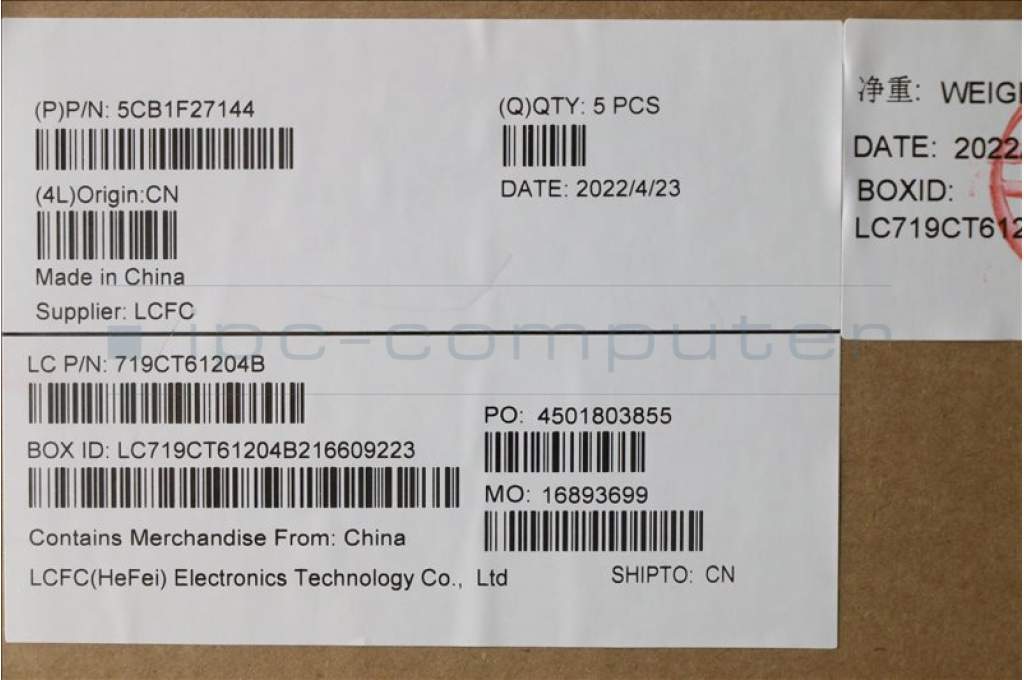 (P)P/N: 5CB1F27144
(Q)QTY: 5 PCS
(4L)Origin:CN
DATE: 2022/4/23
Made in China
Supplier: LCFC
LC P/N: 719CT61204B
PO: 4501803855
BOX ID: LC719CT61204B216609223
MO: 16893699
Contains Merchandise From: China
LCFC(HeFei) Electronics Technology Co., Ltd
SHIPTO: CN
净重: WEIG
DATE: 2022
BOXID:
LC719CT612
ipc-computer